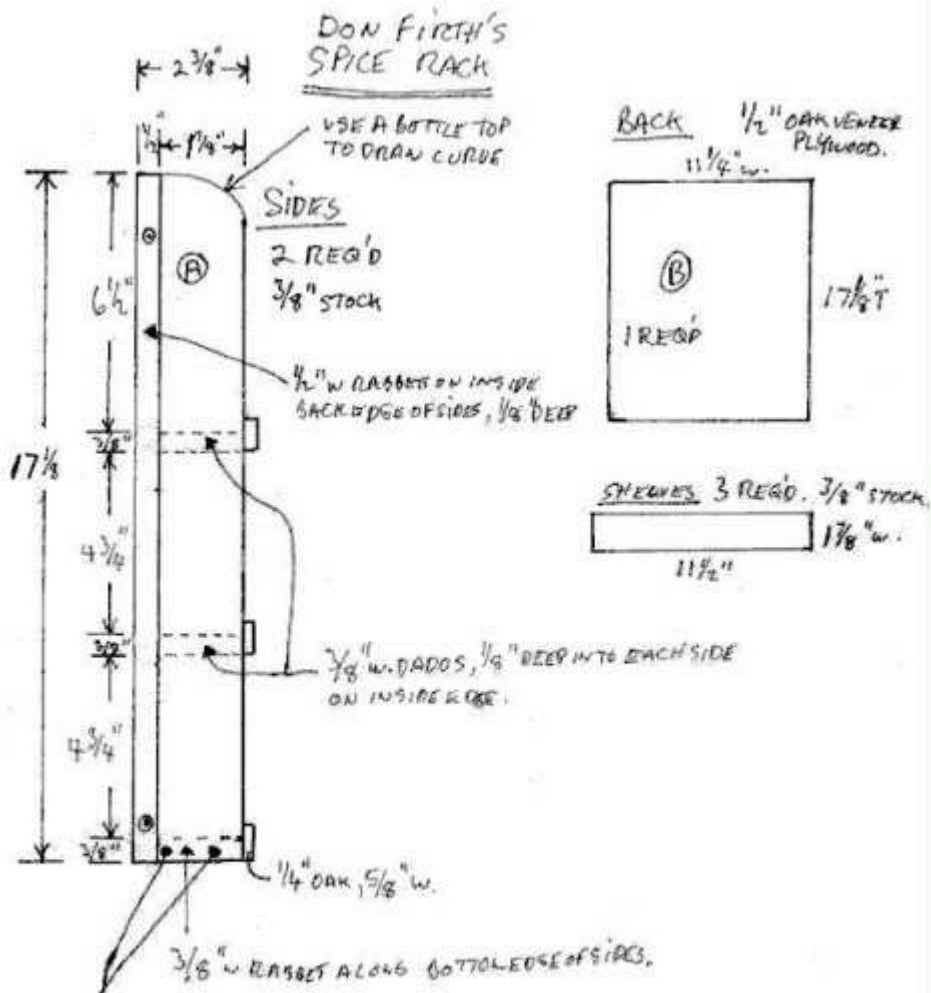 DON FIRTH'S
SPICE RACK
2 3/8"
1/2"
1 7/8"
USE A BOTTLE TOP
TO DRAW CURVE
BACK 1/2" OAK VENEER
PLYWOOD.
11 1/4" w.
SIDES
2 REQ'D
3/8" STOCK
A
B
1 REQ'D
17 1/8" T
6 1/2"
1/2" W RABBET ON INSIDE
BACK EDGE OF SIDES, 1/8" DEEP
3/8"
17 1/8
SHELVES 3 REQ'D. 3/8" STOCK.
1 7/8" w.
11 1/2"
4 3/4"
3/8"
3/8" W. DADOS, 1/8" DEEP INTO EACH SIDE
ON INSIDE EDGE.
4 3/4"
3/8"
1/4" OAK, 5/8" W.
3/8" W RABBET ALONG BOTTOM EDGE OF SIDES.